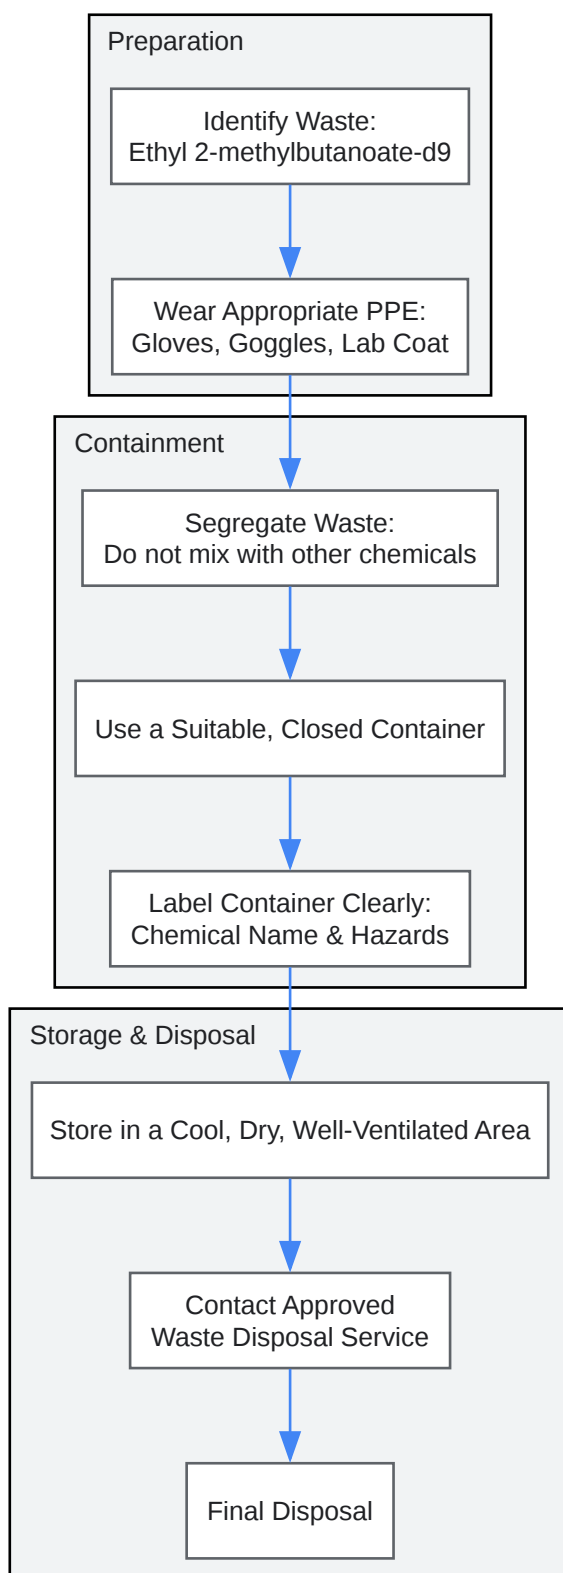 Preparation
Identify Waste:
Ethyl 2-methylbutanoate-d9
Wear Appropriate PPE:
Gloves, Goggles, Lab Coat
Containment
Segregate Waste:
Do not mix with other chemicals
Use a Suitable, Closed Container
Label Container Clearly:
Chemical Name & Hazards
Storage & Disposal
Store in a Cool, Dry, Well-Ventilated Area
Contact Approved
Waste Disposal Service
Final Disposal